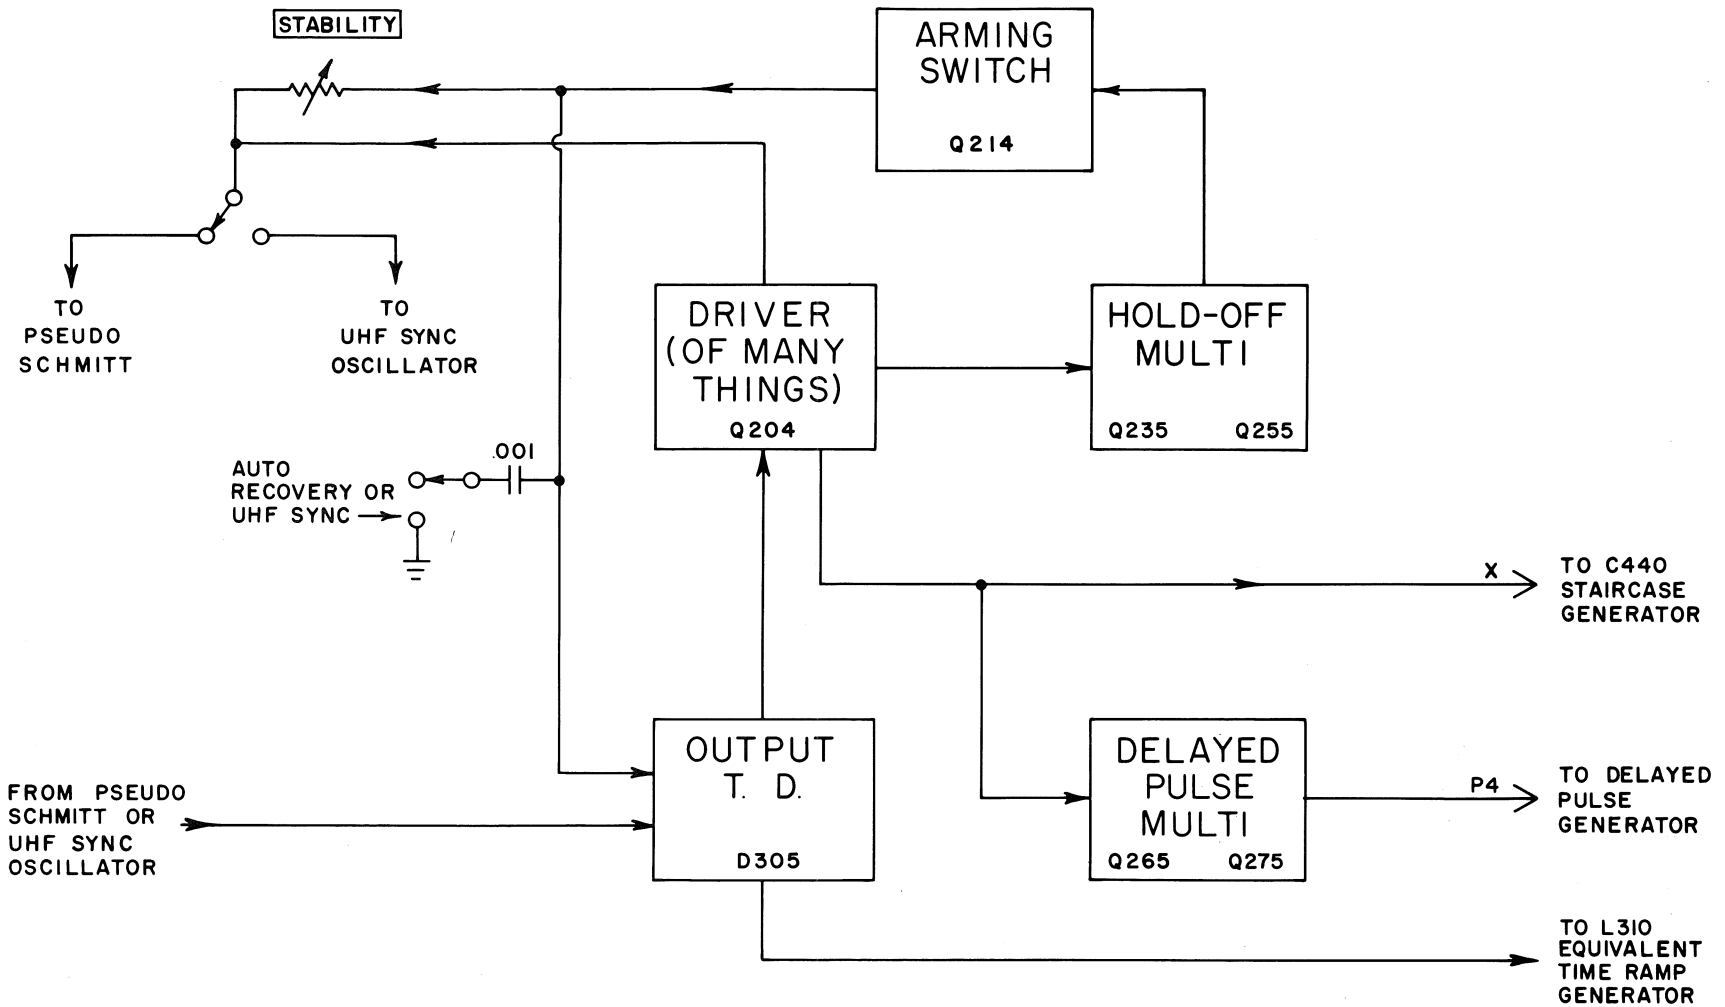 STABILITY
ARMING
SWITCH
Q214
TO
PSEUDO
SCHMITT
TO
UHF SYNC
OSCILLATOR
DRIVER
(OF MANY
THINGS)
Q204
HOLD-OFF
MULTI
Q235 Q255
.001
AUTO
RECOVERY OR
UHF SYNC
X
TO C440
STAIRCASE
GENERATOR
OUTPUT
T. D.
D305
DELAYED
PULSE
MULTI
Q265 Q275
P4
TO DELAYED
PULSE
GENERATOR
FROM PSEUDO
SCHMITT OR
UHF SYNC
OSCILLATOR
TO L310
EQUIVALENT
TIME RAMP
GENERATOR